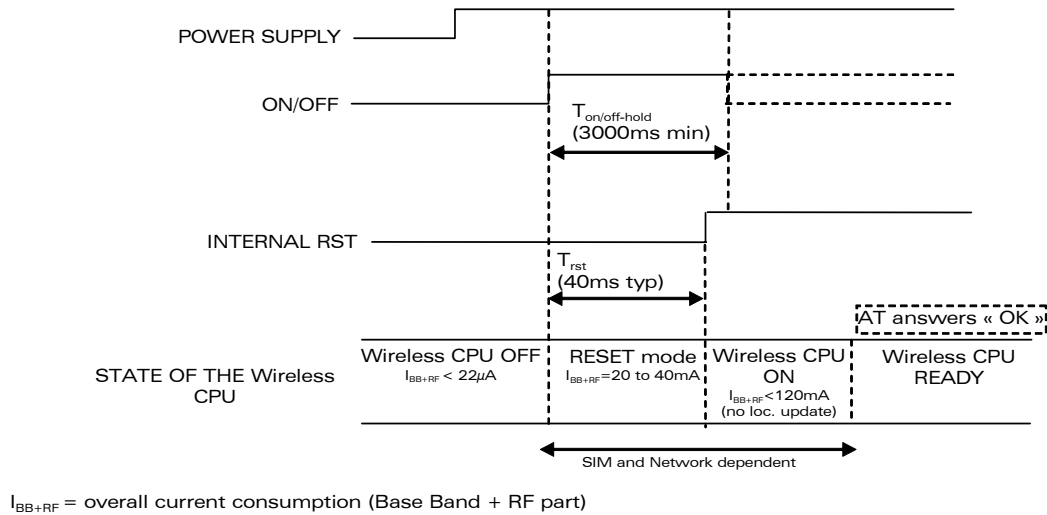 POWER SUPPLY
ON/OFF
Ton/off-hold
(3000ms min)
INTERNAL RST
Trst
(40ms typ)
AT answers « OK »
STATE OF THE Wireless
CPU
Wireless CPU OFF
IBB+RF < 22µA
RESET mode
IBB+RF=20 to 40mA
Wireless CPU
ON
IBB+RF<120mA
(no loc. update)
Wireless CPU
READY
SIM and Network dependent
IBB+RF = overall current consumption (Base Band + RF part)